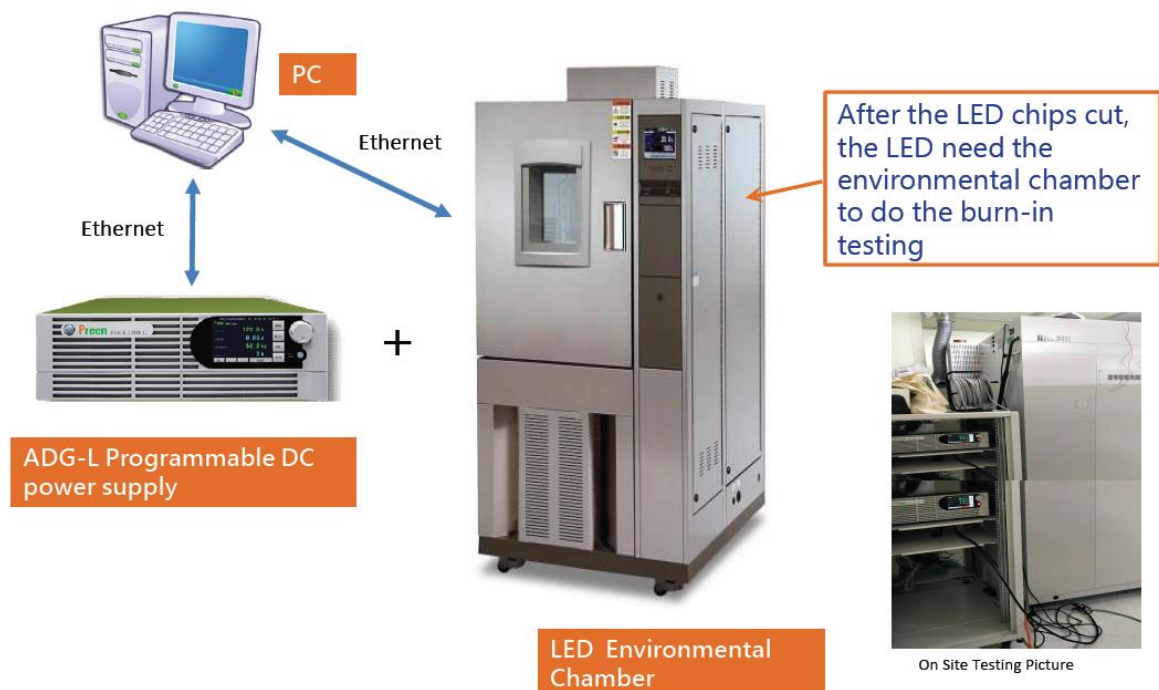 PC
Ethernet
Ethernet
After the LED chips cut,
the LED need the
environmental chamber
to do the burn-in
testing
Preen
+
ADG-L Programmable DC
power supply
LED Environmental
Chamber
On Site Testing Picture